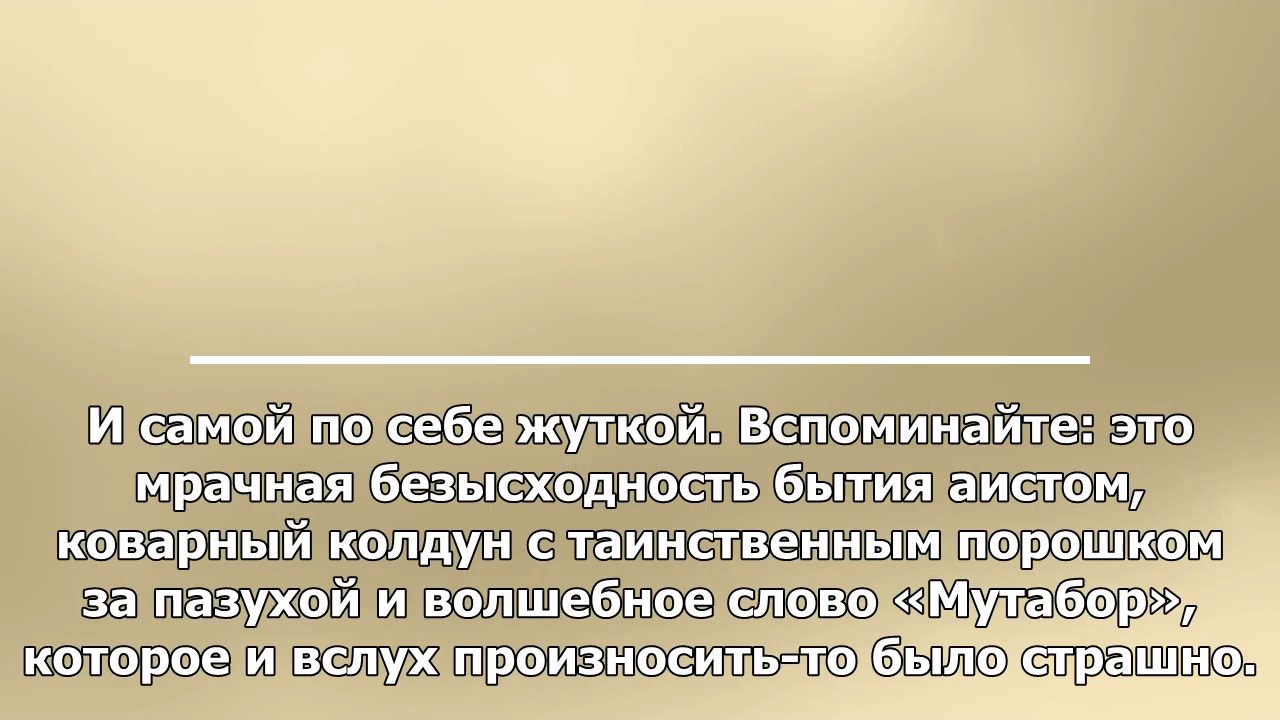 И самой по себе жуткой. Вспоминайте: это
мрачная безысходность бытия аистом,
коварный колдун с таинственным порошком
за пазухой и волшебное слово «Мутабор»,
которое и вслух произносить-то было страшно.